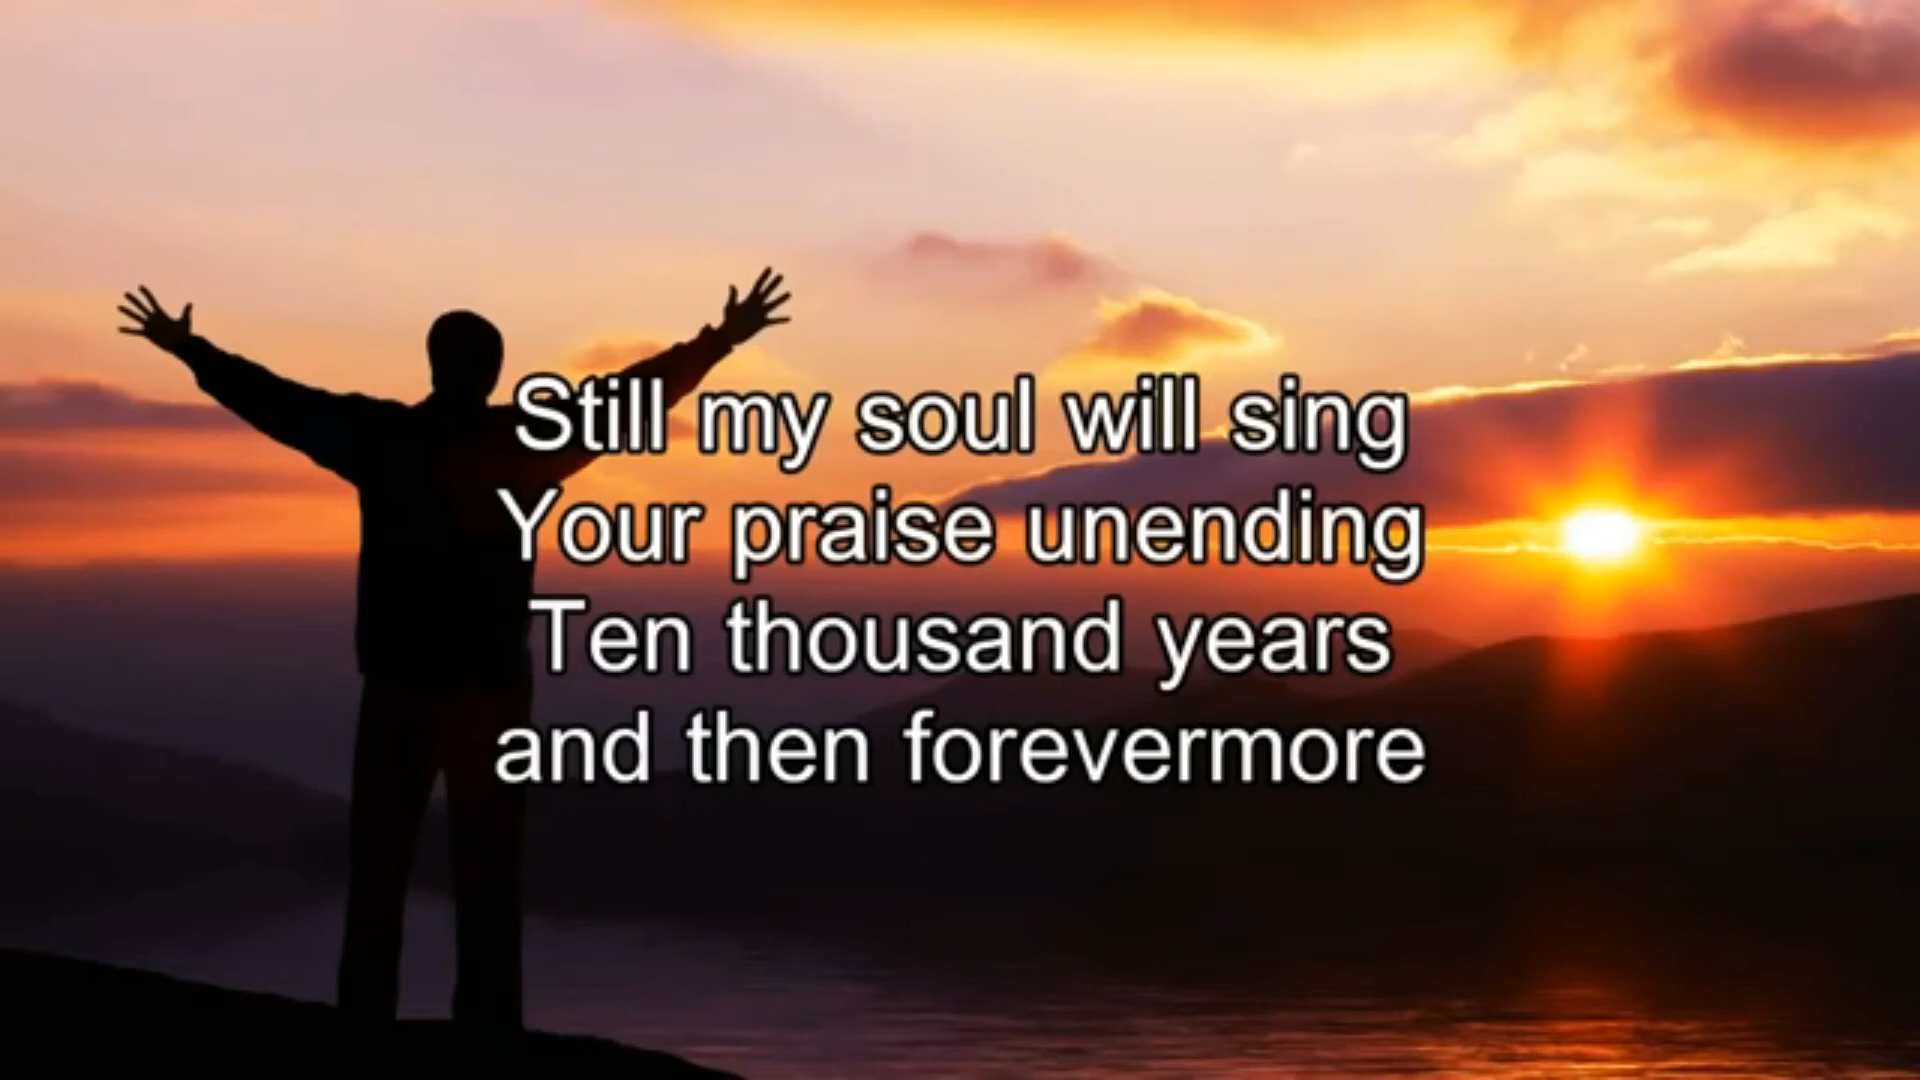 Still my soul will sing
Your praise unending
Ten thousand years
and then forevermore